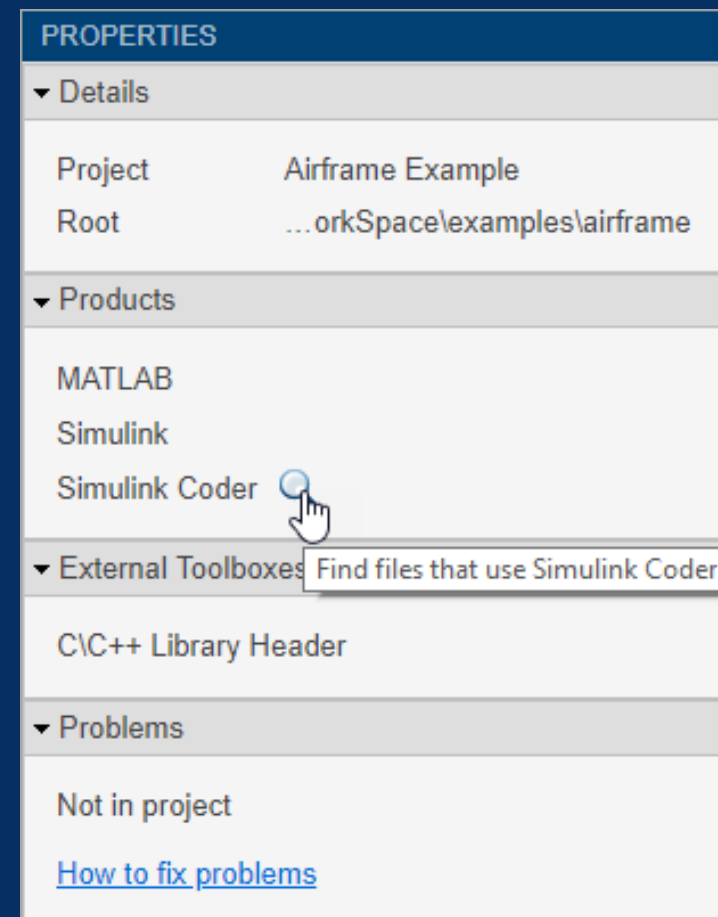 PROPERTIES
Details
Project Airframe Example
Root ...orkSpace\examples\airframe
Products
MATLAB
Simulink
Simulink Coder
External Toolboxes Find files that use Simulink Coder
C\C++ Library Header
Problems
Not in project
How to fix problems